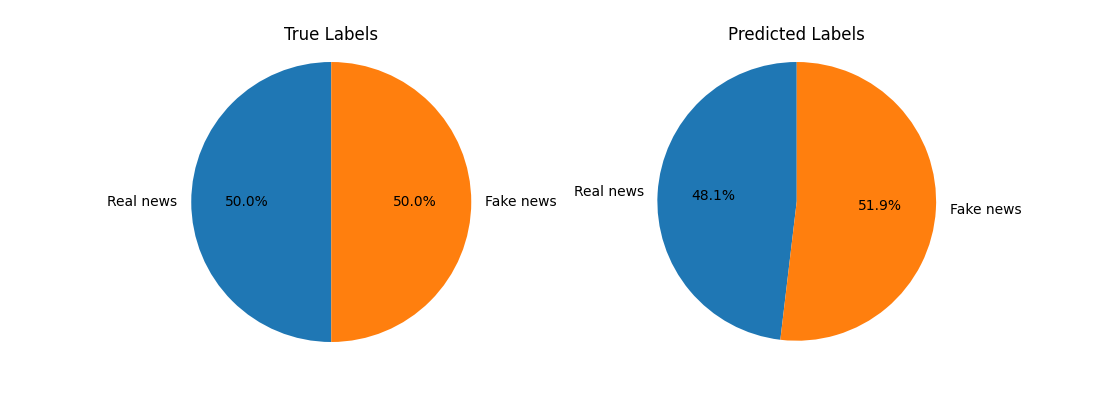 True Labels
Real news
50.0%
50.0%
Fake news
Predicted Labels
Real news
48.1%
51.9%
Fake news